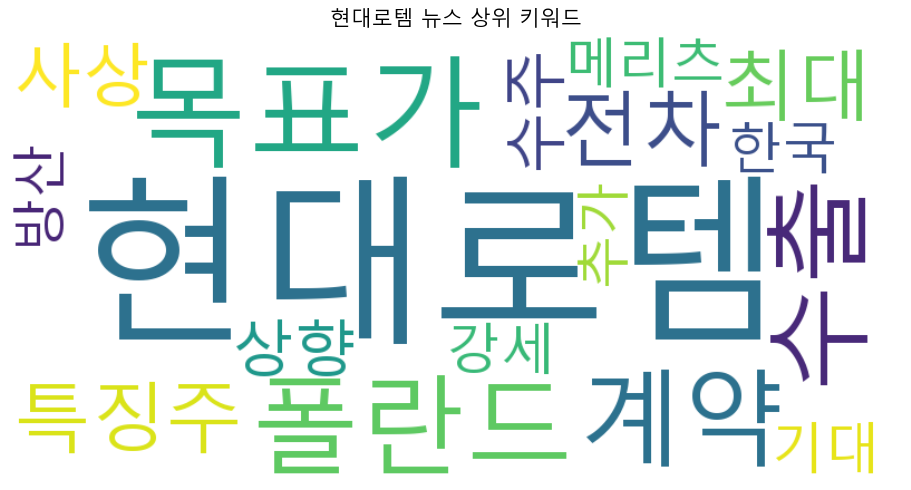 현대로템 뉴스 상위 키워드
사상
목표가
수주
메리츠
최대
전차
한국
방산
현대로템
추가
수출
상향
강세
특징주
폴란드
계약
기대